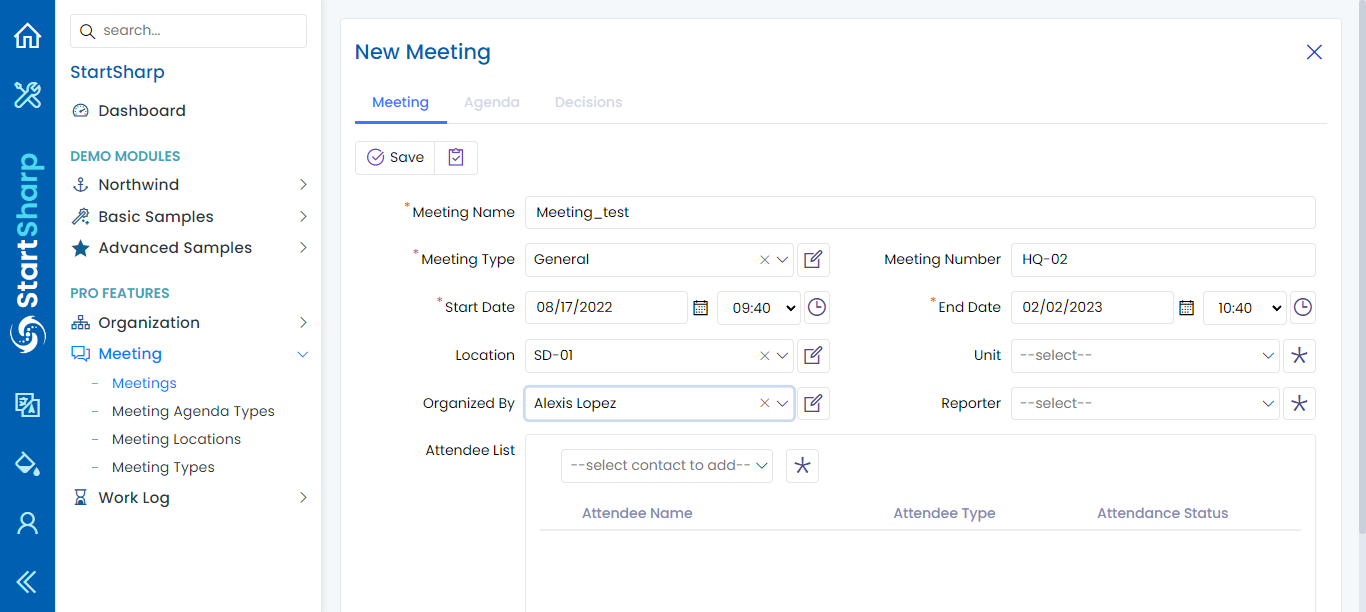 search...
StartSharp
Dashboard
DEMO MODULES
Northwind
Basic Samples
Advanced Samples
PRO FEATURES
Organization
Meeting
Meetings
Meeting Agenda Types
Meeting Locations
Meeting Types
Work Log
StartSharp
New Meeting
Meeting Agenda Decisions
Save
*Meeting Name Meeting_test
*Meeting Type General Meeting Number HQ-02
*Start Date 08/17/2022 09:40 *End Date 02/02/2023 10:40
Location SD-01 Unit --select--
Organized By Alexis Lopez Reporter --select--
Attendee List --select contact to add--
Attendee Name Attendee Type Attendance Status